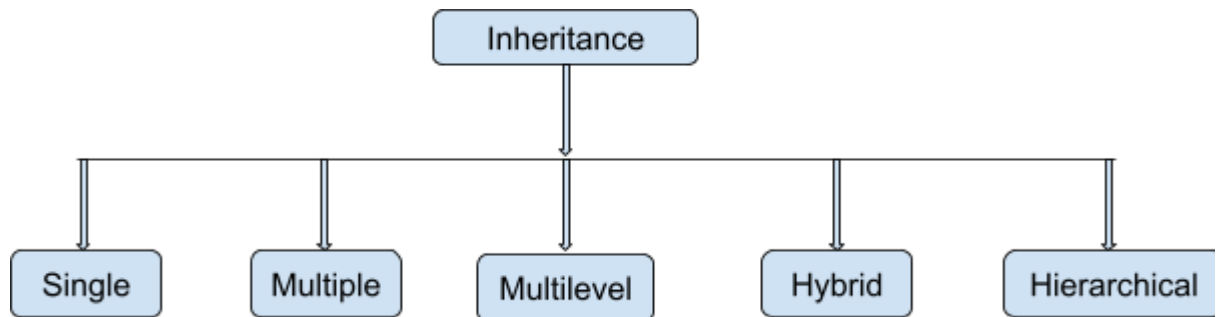 Inheritance
Single
Multiple
Multilevel
Hybrid
Hierarchical